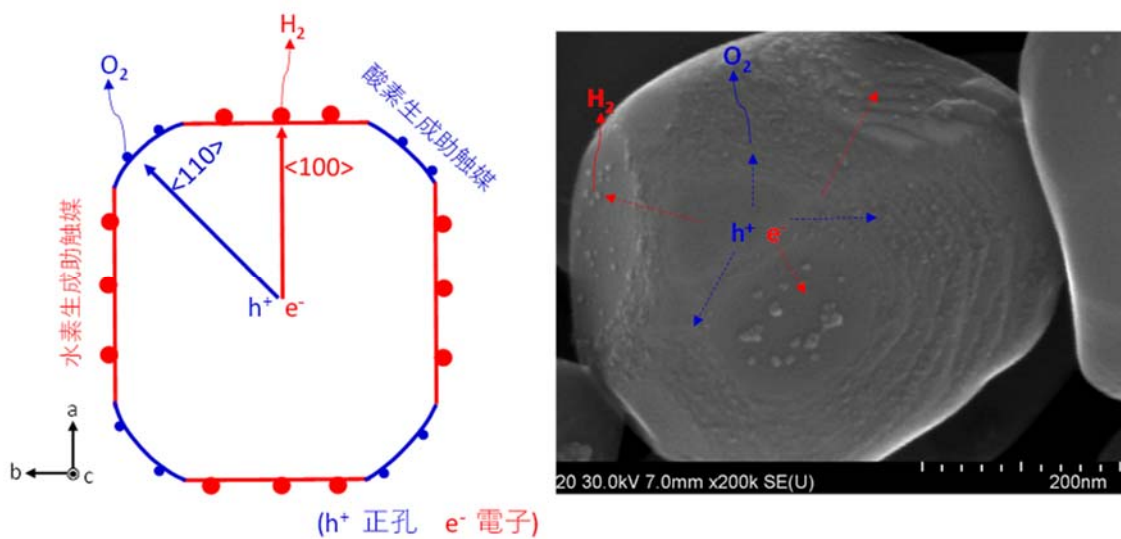 H₂
O₂
酸素生成助触媒
<110>
<100>
水素生成助触媒
h⁺ e⁻
a
b
c
(h⁺ 正孔 e⁻ 電子)
O₂
H₂
h⁺ e⁻
20 30.0kV 7.0mm x200k SE(U)
200nm